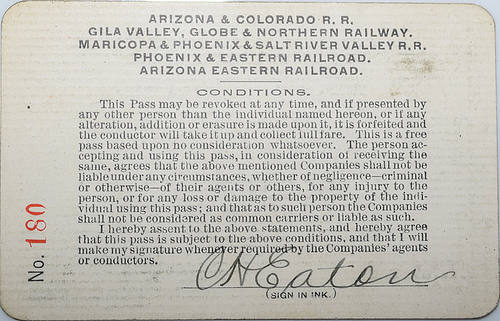 ARIZONA & COLORADO R. R.
GILA VALLEY, GLOBE & NORTHERN RAILWAY.
MARICOPA & PHOENIX & SALT RIVER VALLEY R. R.
PHOENIX & EASTERN RAILROAD.
ARIZONA EASTERN RAILROAD.
CONDITIONS.
This Pass may be revoked at any time, and if presented by
any other person than the individual named hereon, or if any
alteration, addition or erasure is made upon it, it is forfeited and
the conductor will take it up and collect full fare. This is a free
pass based upon no consideration whatsoever. The person ac-
cepting and using this pass, in consideration of receiving the
same, agrees that the above mentioned Companies shall not be
liable under any circumstances, whether of negligence—criminal
or otherwise—of their agents or others, for any injury to the
person, or for any loss or damage to the property of the indi-
vidual using this pass; and that as to such person the Companies
shall not be considered as common carriers or liable as such.
I hereby assent to the above statements, and hereby agree
that this pass is subject to the above conditions, and that I will
make my signature whenever required by the Companies' agents
or conductors.
C H Eaton
(SIGN IN INK.)
No. 180